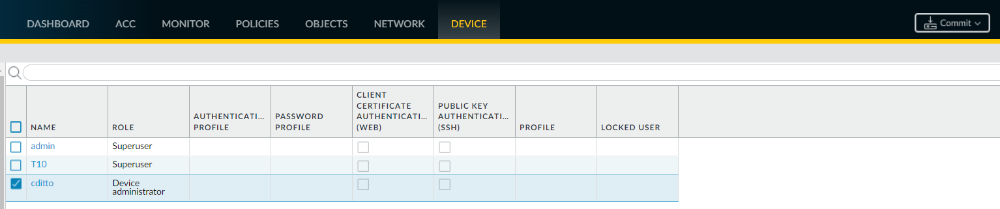 DASHBOARD ACC MONITOR POLICIES OBJECTS NETWORK DEVICE Commit
CLIENT
CERTIFICATE PUBLIC KEY
AUTHENTICATI... PASSWORD AUTHENTICATI... AUTHENTICATI...
NAME ROLE PROFILE PROFILE (WEB) (SSH) PROFILE LOCKED USER
admin Superuser
T10 Superuser
cditto Device
administrator